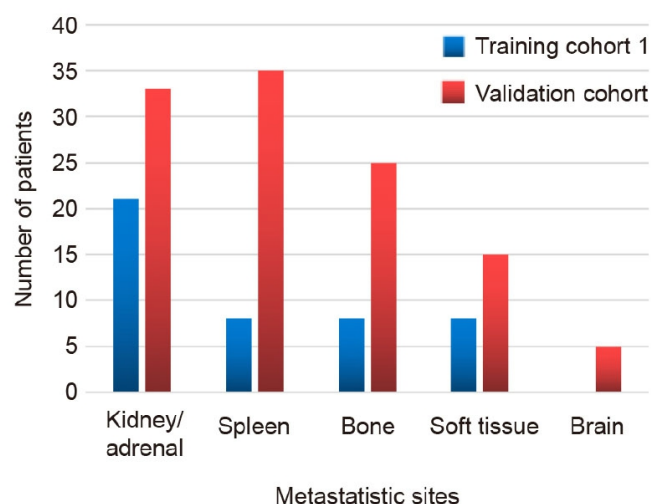 40
35
30
25
20
15
10
5
0
Number of patients
Training cohort 1
Validation cohort
Kidney/
adrenal
Spleen
Bone
Soft tissue
Brain
Metastatistic sites